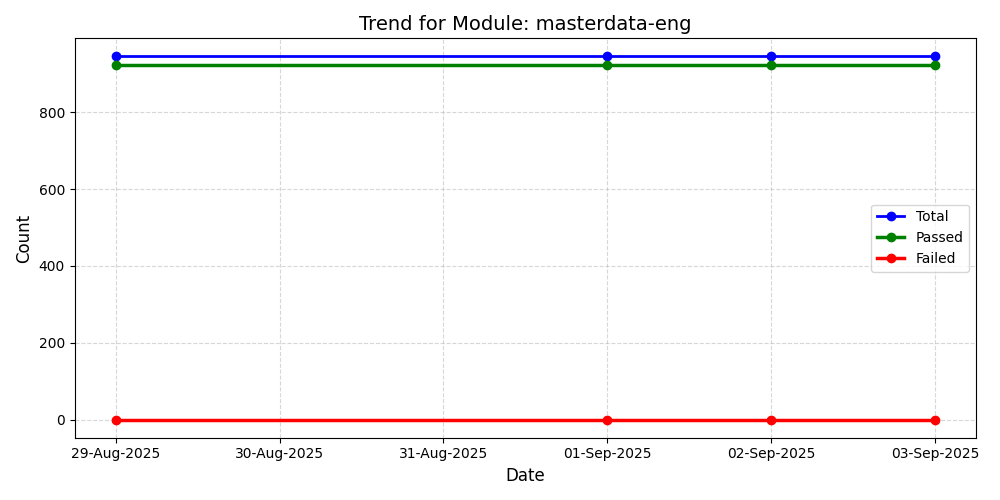 Trend for Module: masterdata-eng
800
600
400
200
0
Count
Total
Passed
Failed
29-Aug-2025 30-Aug-2025 31-Aug-2025 01-Sep-2025 02-Sep-2025 03-Sep-2025
Date